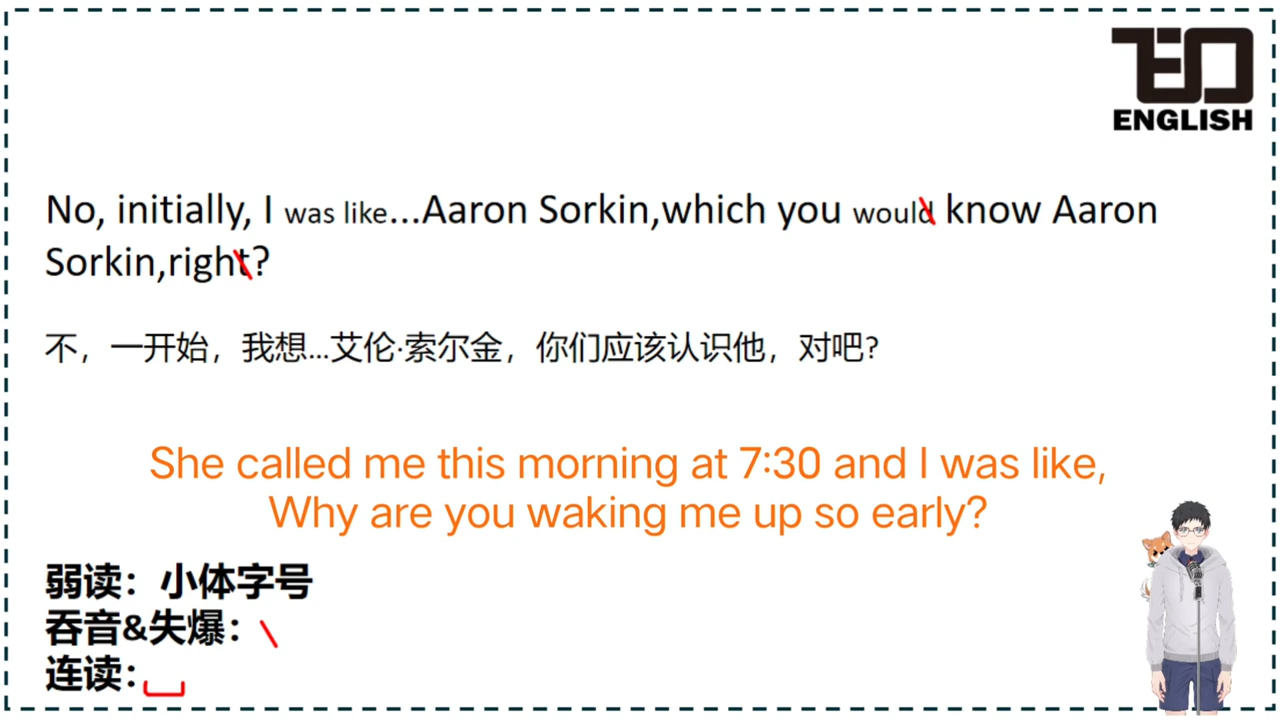 飞口
ENGLISH
No, initially, I was like...Aaron Sorkin,which you would know Aaron
Sorkin,right?
不，一开始，我想...艾伦·索尔金，你们应该认识他，对吧?
She called me this morning at 7:30 and I was like,
Why are you waking me up so early?
弱读：小体字号
吞音&失爆：
连读：